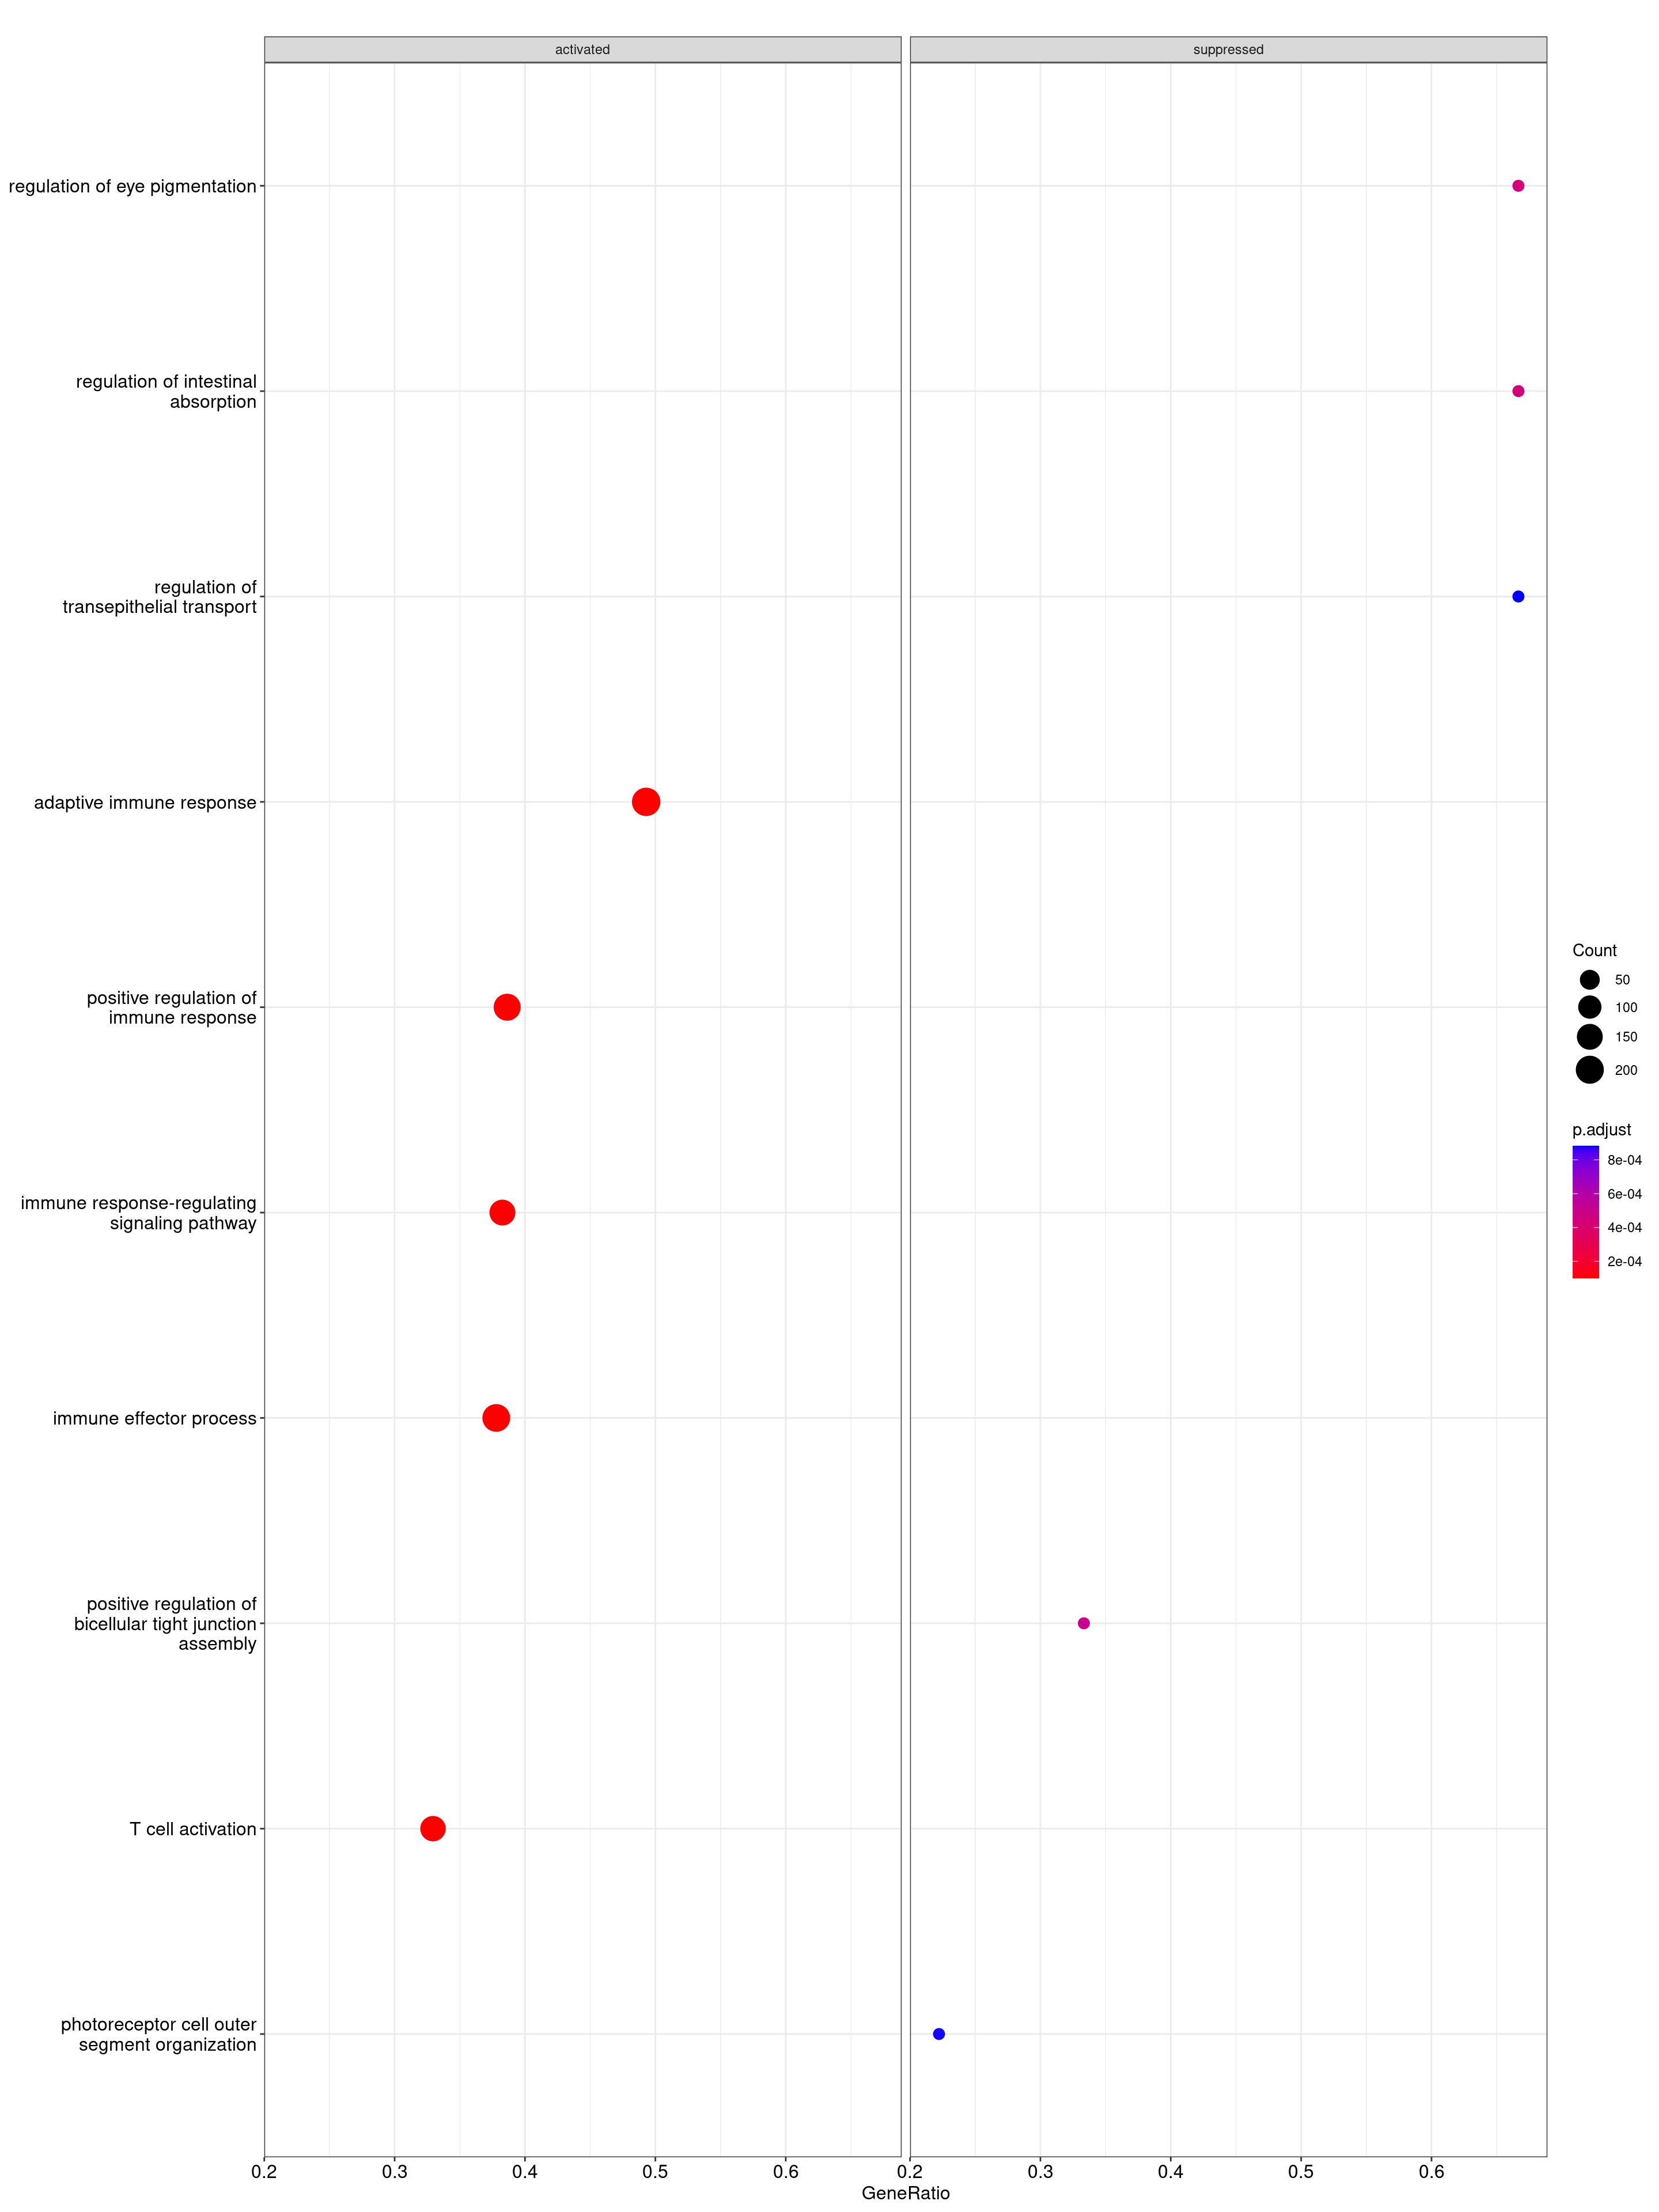 activated
suppressed
regulation of eye pigmentation
regulation of intestinal
absorption
regulation of
transepithelial transport
adaptive immune response
positive regulation of
immune response
immune response-regulating
signaling pathway
immune effector process
positive regulation of
bicellular tight junction
assembly
T cell activation
photoreceptor cell outer
segment organization
0.2 0.3 0.4 0.5 0.6
0.2 0.3 0.4 0.5 0.6
GeneRatio
Count
50
100
150
200
p.adjust
8e-04
6e-04
4e-04
2e-04